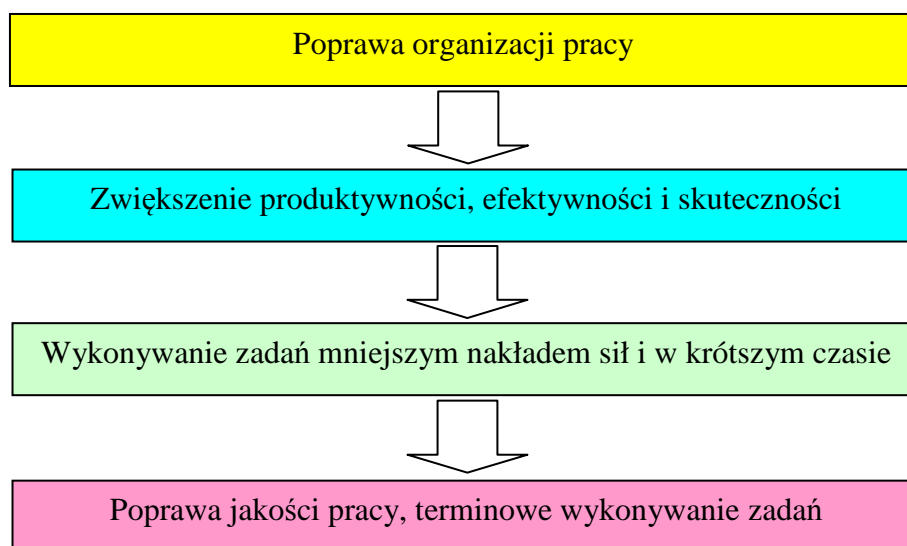 Poprawa organizacji pracy
Zwiększenie produktywności, efektywności i skuteczności
Wykonywanie zadań mniejszym nakładem sił i w krótszym czasie
Poprawa jakości pracy, terminowe wykonywanie zadań